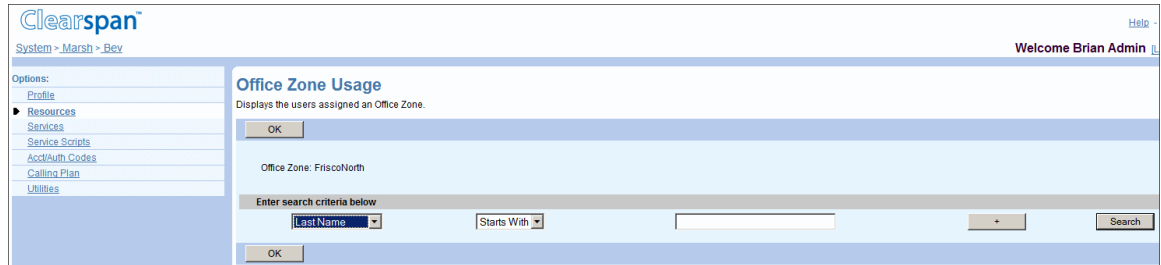 Clearspan™
Help -
System > Marsh > Bev
Welcome Brian Admin
Options:
Profile
Resources
Services
Service Scripts
Acct/Auth Codes
Calling Plan
Utilities
Office Zone Usage
Displays the users assigned an Office Zone.
OK
Office Zone: FriscoNorth
Enter search criteria below
Last Name Starts With + Search
OK